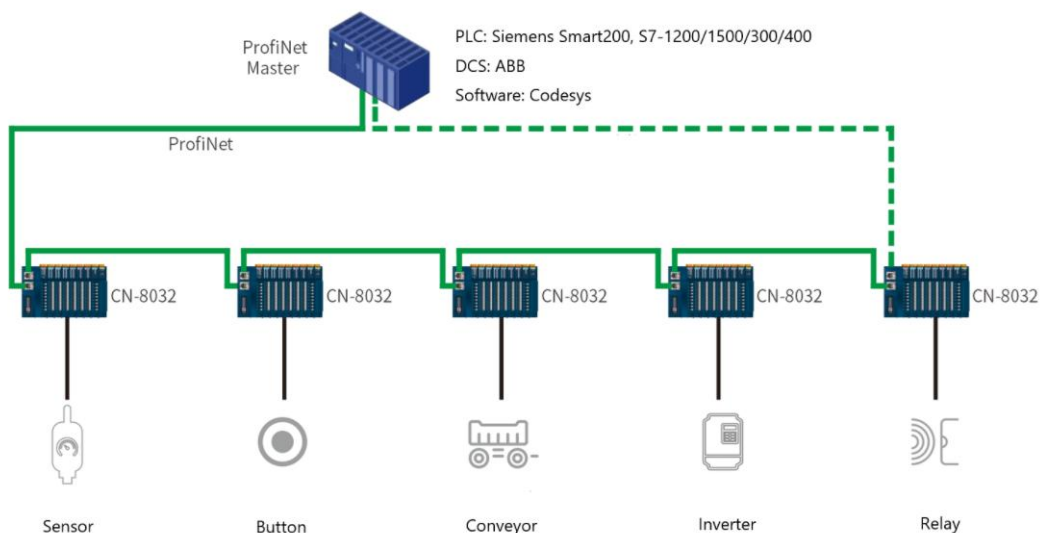 ProfiNet
Master
PLC: Siemens Smart200, S7-1200/1500/300/400
DCS: ABB
Software: Codesys
ProfiNet
CN-8032
CN-8032
CN-8032
CN-8032
CN-8032
Sensor
Button
Conveyor
Inverter
Relay